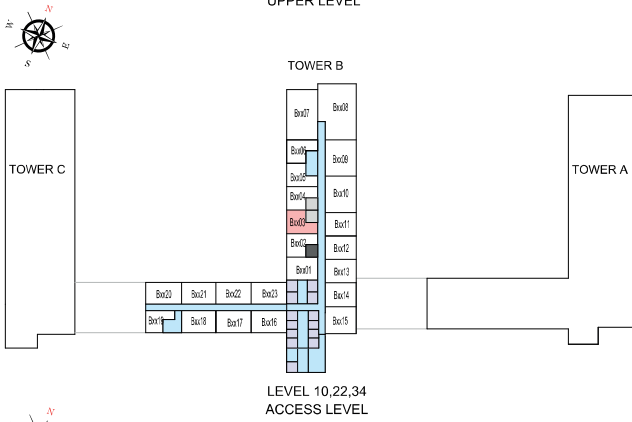 UPPER LEVEL
N
W
E
S
TOWER B
Bxx07
Bxx08
Bxx06
Bxx09
Bxx05
TOWER C
TOWER A
Bxx04
Bxx10
Bxx03
Bxx11
Bxx02
Bxx12
Bxx01
Bxx13
Bxx20
Bxx21
Bxx22
Bxx23
Bxx14
Bxx19
Bxx18
Bxx17
Bxx16
Bxx15
LEVEL 10,22,34
ACCESS LEVEL
N